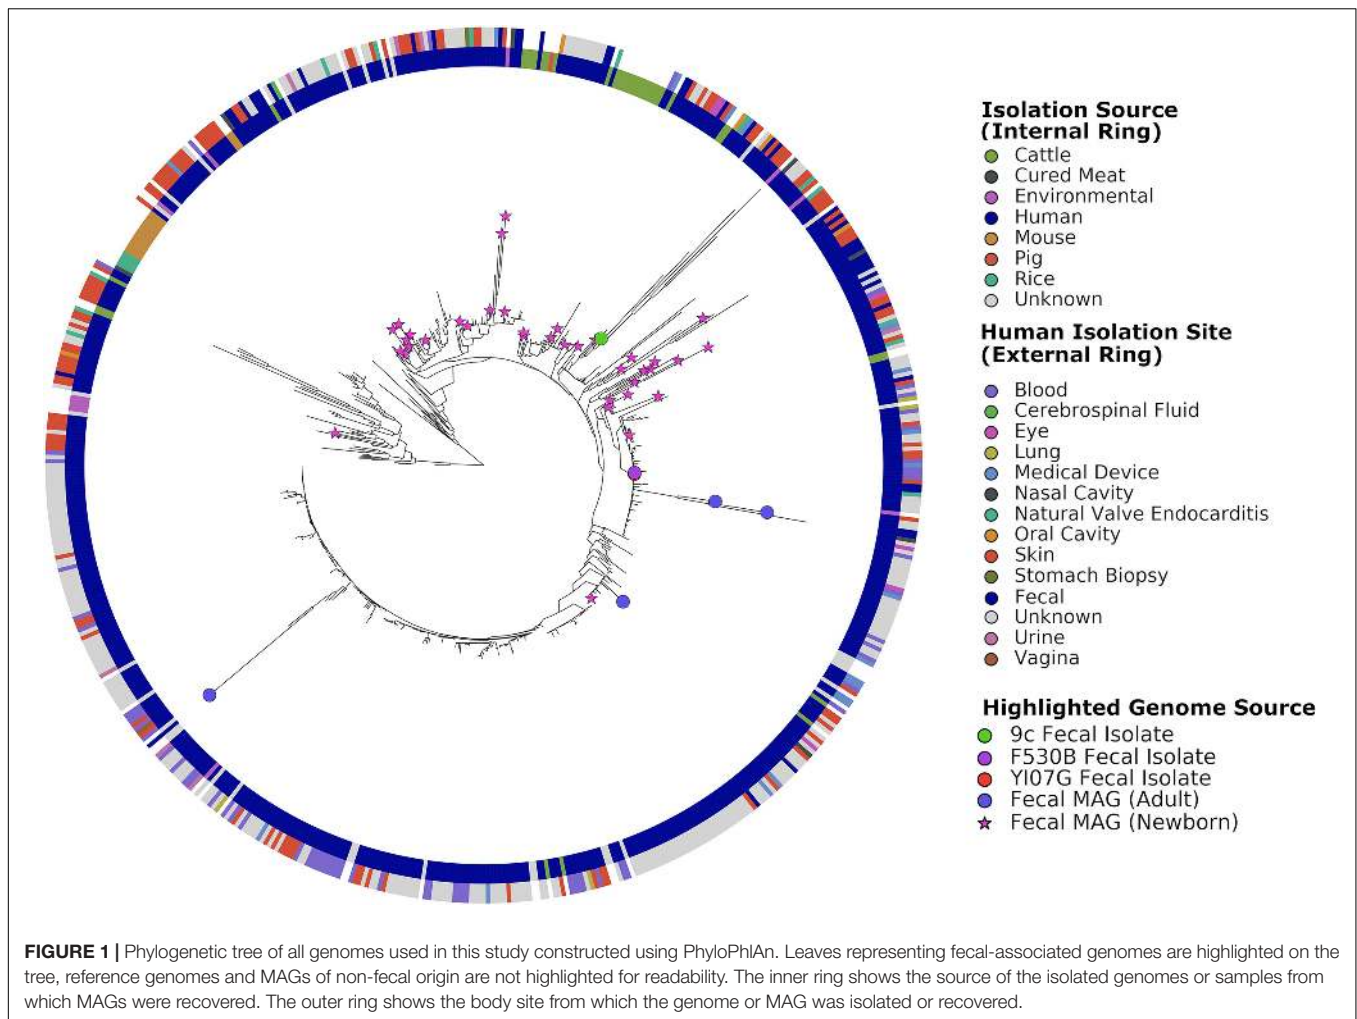 Isolation Source
(Internal Ring)
Cattle
Cured Meat
Environmental
Human
Mouse
Pig
Rice
Unknown
Human Isolation Site
(External Ring)
Blood
Cerebrospinal Fluid
Eye
Lung
Medical Device
Nasal Cavity
Natural Valve Endocarditis
Oral Cavity
Skin
Stomach Biopsy
Fecal
Unknown
Urine
Vagina
Highlighted Genome Source
9c Fecal Isolate
F530B Fecal Isolate
YI07G Fecal Isolate
Fecal MAG (Adult)
Fecal MAG (Newborn)
FIGURE 1 | Phylogenetic tree of all genomes used in this study constructed using PhyloPhlAn. Leaves representing fecal-associated genomes are highlighted on the
tree, reference genomes and MAGs of non-fecal origin are not highlighted for readability. The inner ring shows the source of the isolated genomes or samples from
which MAGs were recovered. The outer ring shows the body site from which the genome or MAG was isolated or recovered.